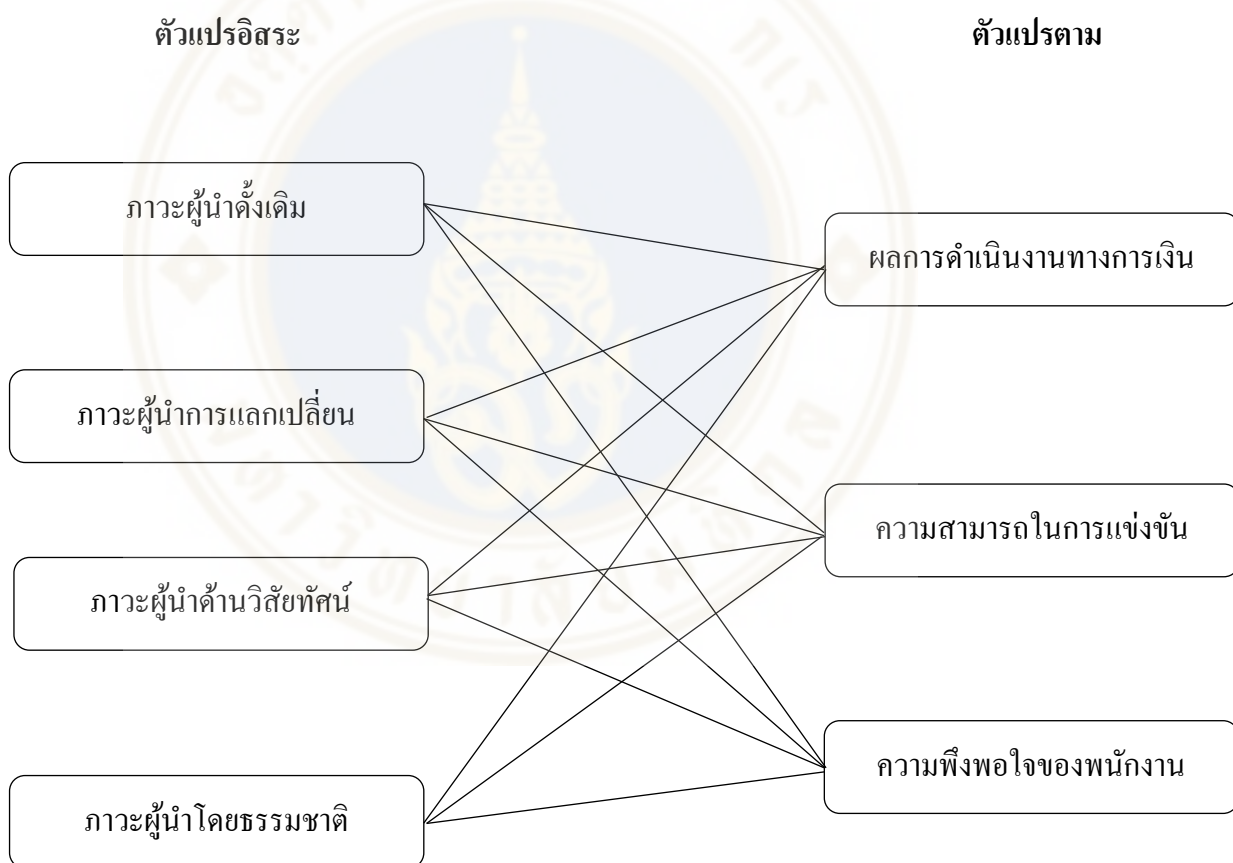 ตัวแปรอิสระ
ตัวแปรตาม
ภาวะผู้นำดั้งเดิม
ผลการดำเนินงานทางการเงิน
ภาวะผู้นำการแลกเปลี่ยน
ความสามารถในการแข่งขัน
ภาวะผู้นำด้านวิสัยทัศน์
ความพึงพอใจของพนักงาน
ภาวะผู้นำโดยธรรมชาติ